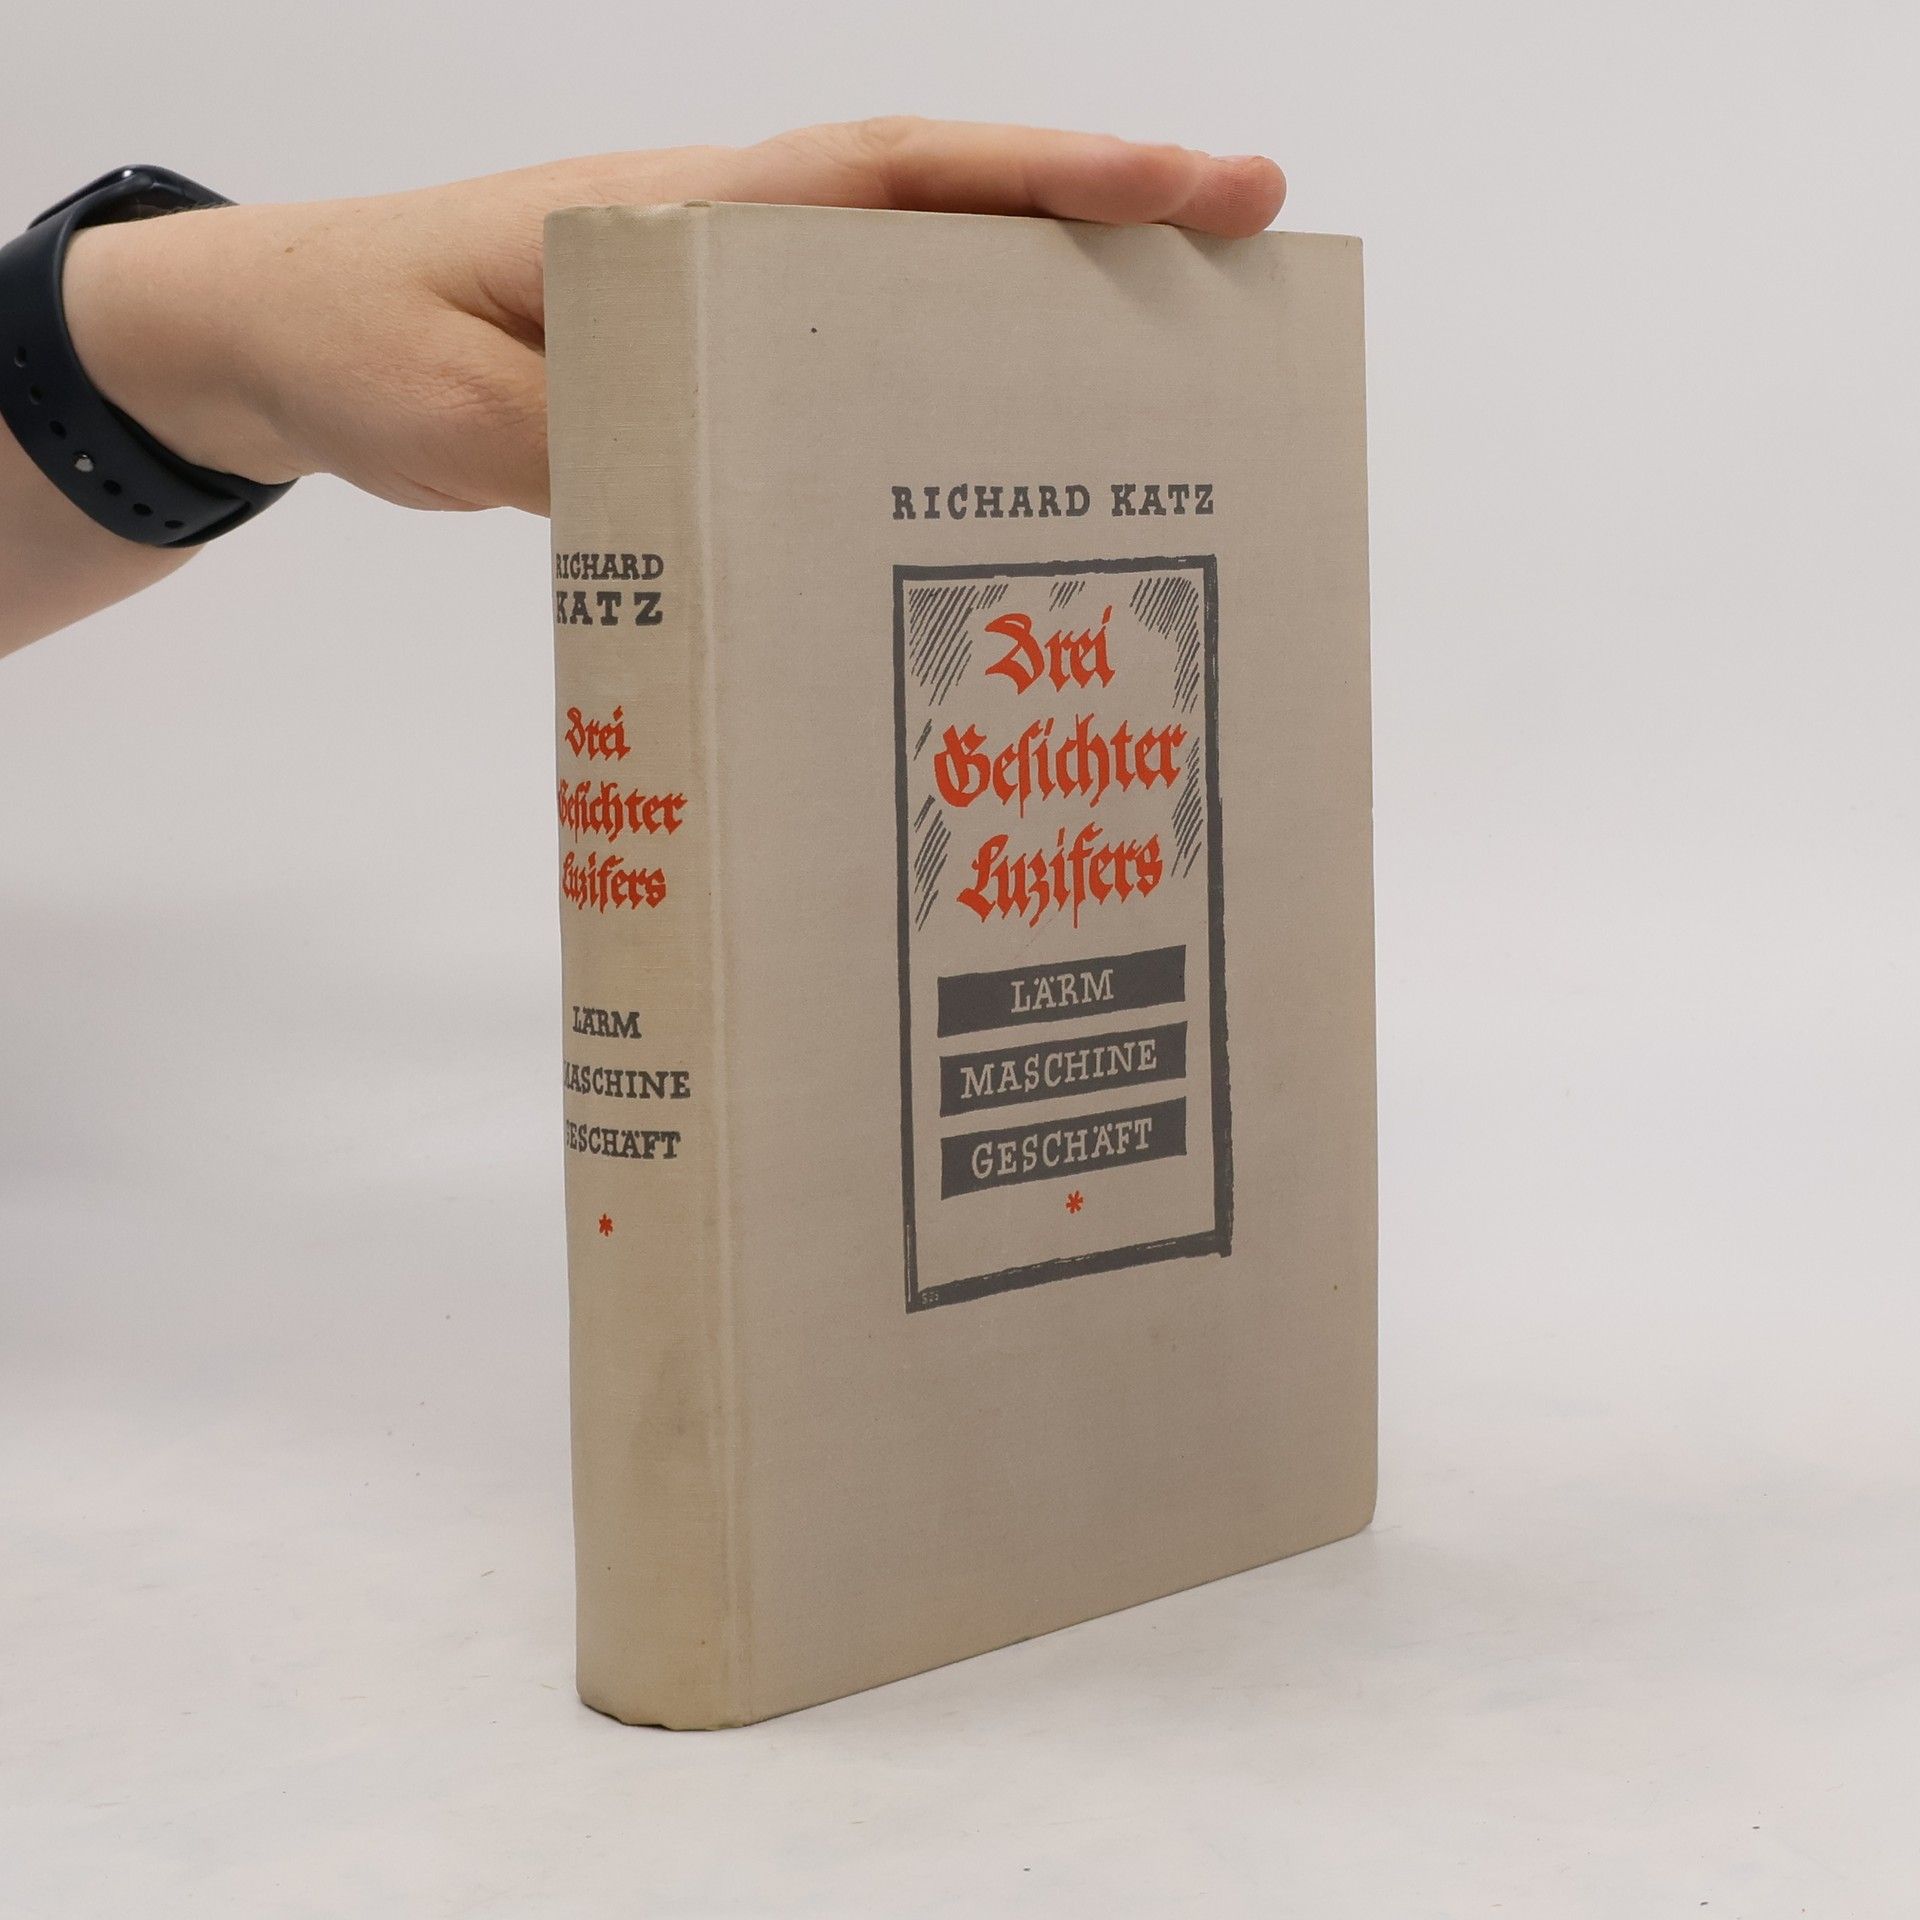 RICHARD
KATZ
Drei
Gesichter
Luzifers
LÄRM
MASCHINE
GESCHÄFT
*
RICHARD KATZ
Drei
Gesichter
Luzifers
LÄRM
MASCHINE
GESCHÄFT
*